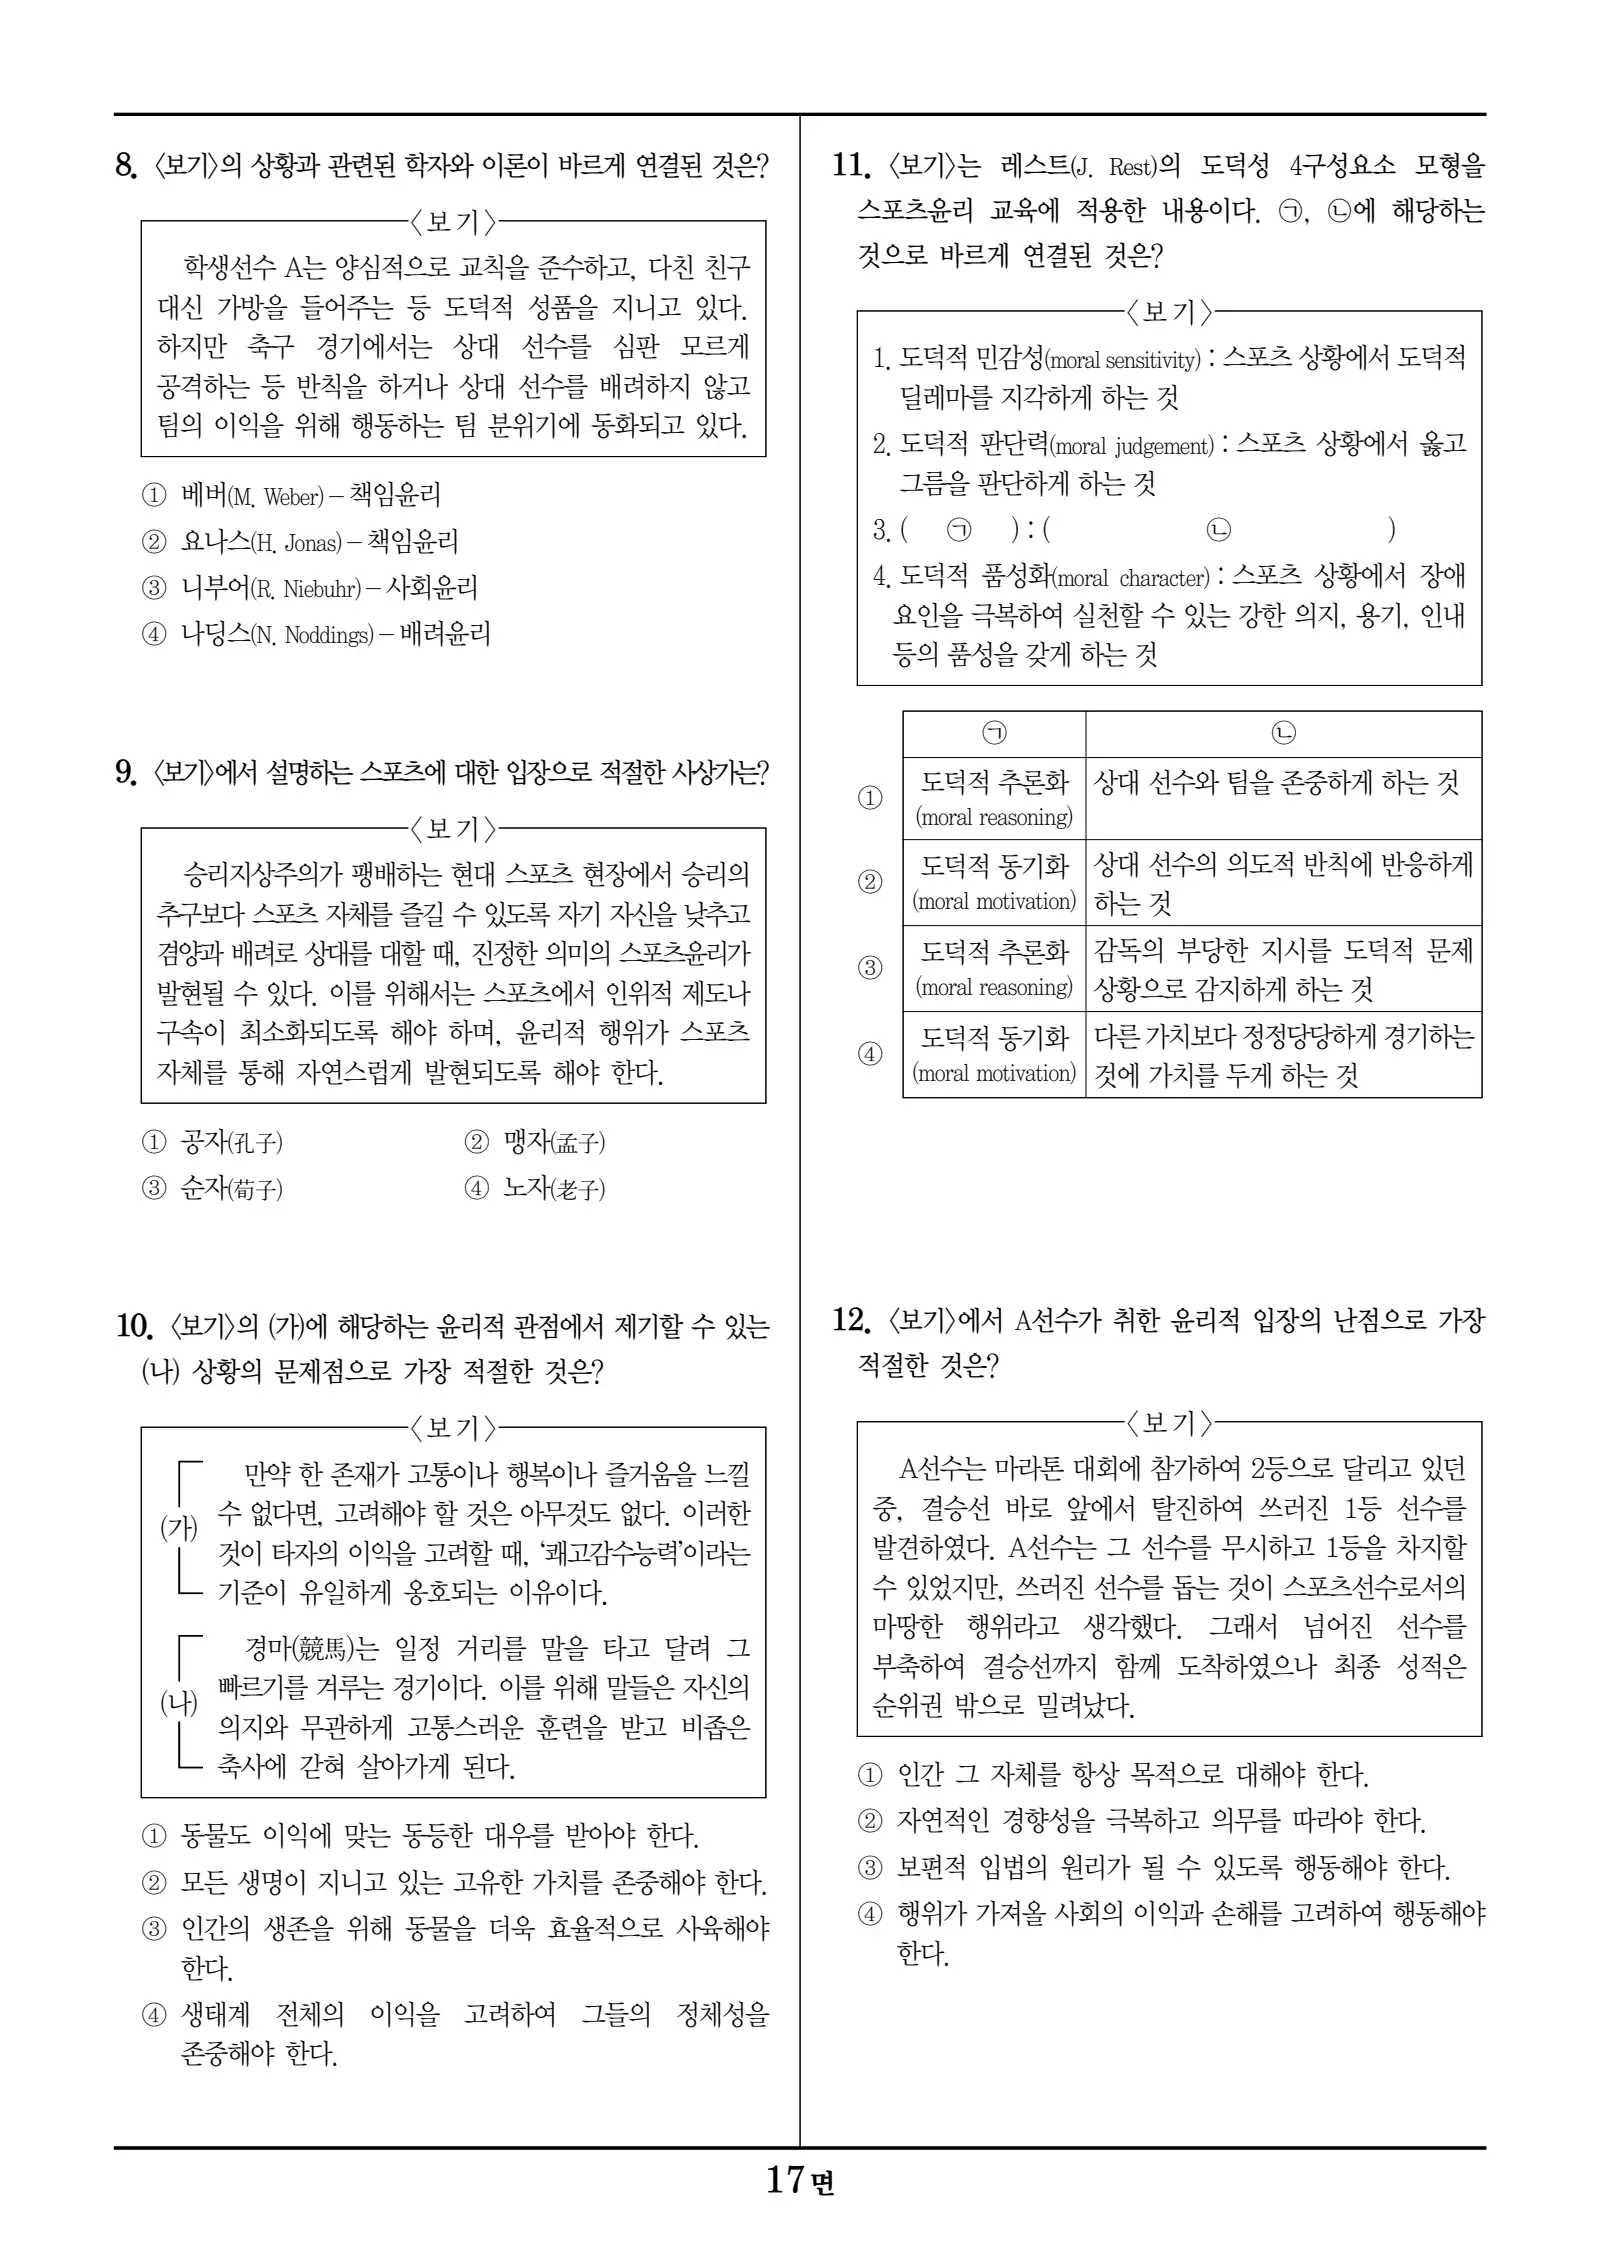 8. 〈보기〉의 상황과 관련된 학자와 이론이 바르게 연결된 것은?
〈보 기〉
학생선수 A는 양심적으로 교칙을 준수하고, 다친 친구
대신 가방을 들어주는 등 도덕적 성품을 지니고 있다.
하지만 축구 경기에서는 상대 선수를 심판 모르게
공격하는 등 반칙을 하거나 상대 선수를 배려하지 않고
팀의 이익을 위해 행동하는 팀 분위기에 동화되고 있다.
① 베버(M. Weber) – 책임윤리
② 요나스(H. Jonas) – 책임윤리
③ 니부어(R. Niebuhr) – 사회윤리
④ 나딩스(N. Noddings) – 배려윤리
9. 〈보기〉에서 설명하는 스포츠에 대한 입장으로 적절한 사상가는?
〈보 기〉
승리지상주의가 팽배하는 현대 스포츠 현장에서 승리의
추구보다 스포츠 자체를 즐길 수 있도록 자기 자신을 낮추고
겸양과 배려로 상대를 대할 때, 진정한 의미의 스포츠윤리가
발현될 수 있다. 이를 위해서는 스포츠에서 인위적 제도나
구속이 최소화되도록 해야 하며, 윤리적 행위가 스포츠
자체를 통해 자연스럽게 발현되도록 해야 한다.
① 공자(孔子) ② 맹자(孟子)
③ 순자(荀子) ④ 노자(老子)
10. 〈보기〉의 (가)에 해당하는 윤리적 관점에서 제기할 수 있는
(나) 상황의 문제점으로 가장 적절한 것은?
〈보 기〉
(가)
만약 한 존재가 고통이나 행복이나 즐거움을 느낄
수 없다면, 고려해야 할 것은 아무것도 없다. 이러한
것이 타자의 이익을 고려할 때, ‘쾌고감수능력’이라는
기준이 유일하게 옹호되는 이유이다.
(나)
경마(競馬)는 일정 거리를 말을 타고 달려 그
빠르기를 겨루는 경기이다. 이를 위해 말들은 자신의
의지와 무관하게 고통스러운 훈련을 받고 비좁은
축사에 갇혀 살아가게 된다.
① 동물도 이익에 맞는 동등한 대우를 받아야 한다.
② 모든 생명이 지니고 있는 고유한 가치를 존중해야 한다.
③ 인간의 생존을 위해 동물을 더욱 효율적으로 사육해야
한다.
④ 생태계 전체의 이익을 고려하여 그들의 정체성을
존중해야 한다.
11. 〈보기〉는 레스트(J. Rest)의 도덕성 4구성요소 모형을
스포츠윤리 교육에 적용한 내용이다. ㉠, ㉡에 해당하는
것으로 바르게 연결된 것은?
〈보 기〉
1. 도덕적 민감성(moral sensitivity) : 스포츠 상황에서 도덕적
딜레마를 지각하게 하는 것
2. 도덕적 판단력(moral judgement) : 스포츠 상황에서 옳고
그름을 판단하게 하는 것
3. ( ㉠ ) : ( ㉡ )
4. 도덕적 품성화(moral character) : 스포츠 상황에서 장애
요인을 극복하여 실천할 수 있는 강한 의지, 용기, 인내
등의 품성을 갖게 하는 것
㉠ ㉡
① 도덕적 추론화 상대 선수와 팀을 존중하게 하는 것
(moral reasoning)
② 도덕적 동기화 상대 선수의 의도적 반칙에 반응하게
(moral motivation) 하는 것
③ 도덕적 추론화 감독의 부당한 지시를 도덕적 문제
(moral reasoning) 상황으로 감지하게 하는 것
④ 도덕적 동기화 다른 가치보다 정정당당하게 경기하는
(moral motivation) 것에 가치를 두게 하는 것
12. 〈보기〉에서 A선수가 취한 윤리적 입장의 난점으로 가장
적절한 것은?
〈보 기〉
A선수는 마라톤 대회에 참가하여 2등으로 달리고 있던
중, 결승선 바로 앞에서 탈진하여 쓰러진 1등 선수를
발견하였다. A선수는 그 선수를 무시하고 1등을 차지할
수 있었지만, 쓰러진 선수를 돕는 것이 스포츠선수로서의
마땅한 행위라고 생각했다. 그래서 넘어진 선수를
부축하여 결승선까지 함께 도착하였으나 최종 성적은
순위권 밖으로 밀려났다.
① 인간 그 자체를 항상 목적으로 대해야 한다.
② 자연적인 경향성을 극복하고 의무를 따라야 한다.
③ 보편적 입법의 원리가 될 수 있도록 행동해야 한다.
④ 행위가 가져올 사회의 이익과 손해를 고려하여 행동해야
한다.
17면